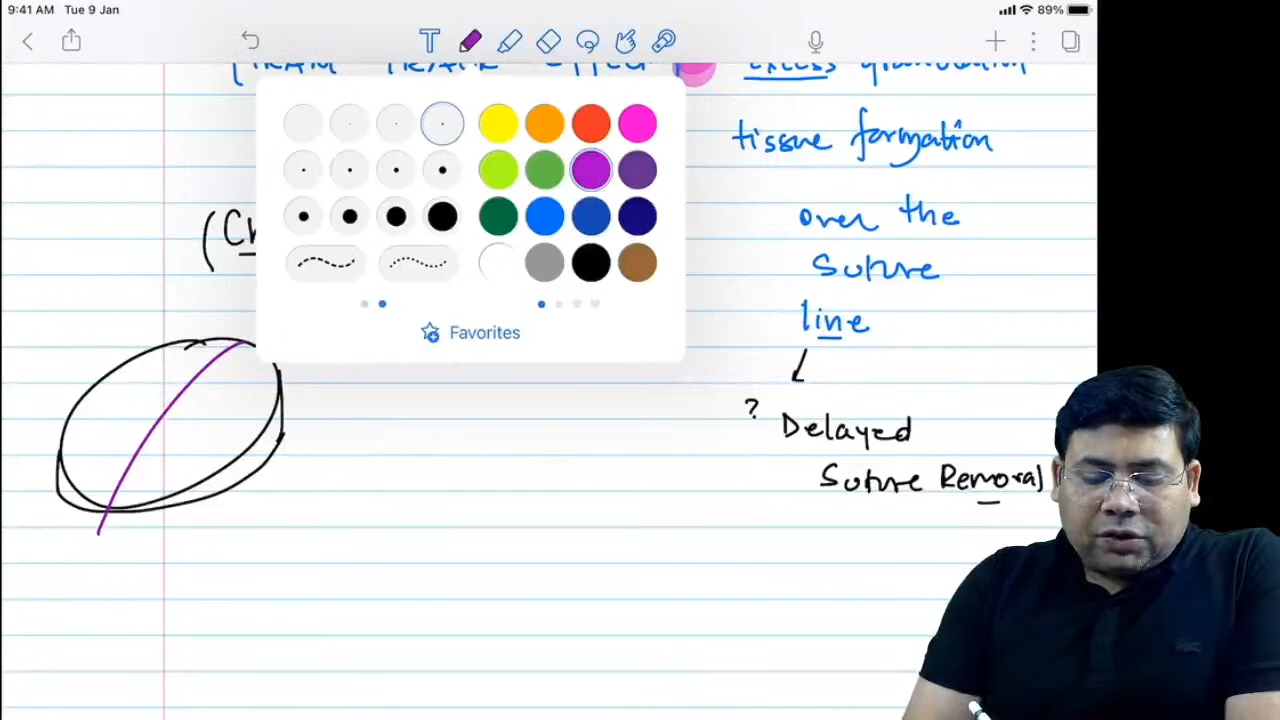 9:41 AM Tue 9 Jan
89%
excess granulation
tissue formation
over the
suture
line
?
Delayed
Suture Removal
Favorites